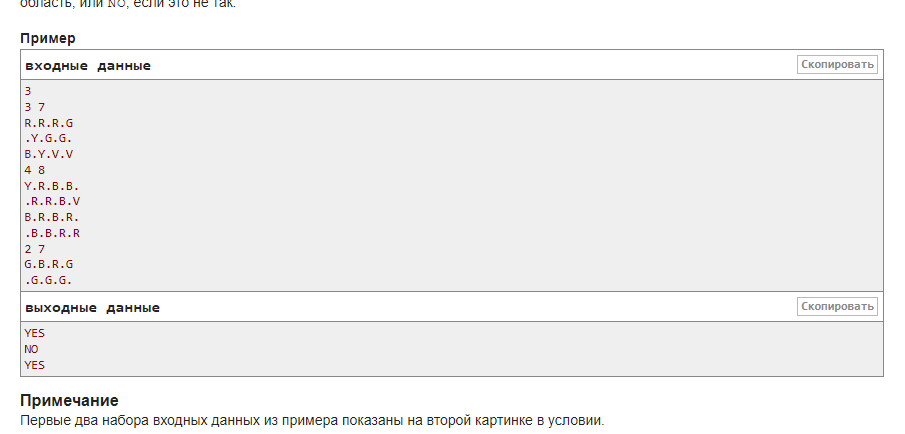 область, или NO, если это не так.
Пример
входные данные
Скопировать
3
3 7
R.R.R.G
.Y.G.G.
B.Y.V.V
4 8
Y.R.B.B.
.R.R.B.V
B.R.B.R.
.B.B.R.R
2 7
G.B.R.G
.G.G.G.
выходные данные
Скопировать
YES
NO
YES
Примечание
Первые два набора входных данных из примера показаны на второй картинке в условии.